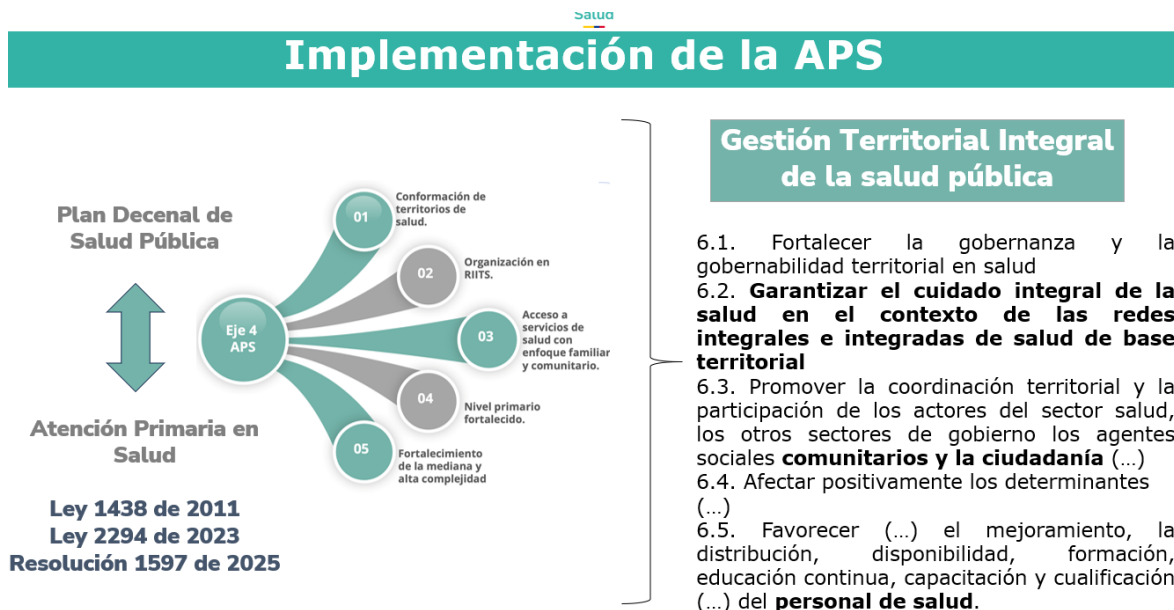 Salud
Implementación de la APS
Plan Decenal de
Salud Pública
Atención Primaria en
Salud
Ley 1438 de 2011
Ley 2294 de 2023
Resolución 1597 de 2025
Eje 4
APS
01
Conformación de
territorios de
salud.
02
Organización en
RIITS.
03
Acceso a
servicios de
salud con
enfoque familiar
y comunitario.
04
Nivel primario
fortalecido.
05
Fortalecimiento
de la mediana y
alta complejidad
Gestión Territorial Integral
de la salud pública
6.1. Fortalecer la gobernanza y la
gobernabilidad territorial en salud
6.2. Garantizar el cuidado integral de la
salud en el contexto de las redes
integrales e integradas de salud de base
territorial
6.3. Promover la coordinación territorial y la
participación de los actores del sector salud,
los otros sectores de gobierno los agentes
sociales comunitarios y la ciudadanía (...)
6.4. Afectar positivamente los determinantes
(...)
6.5. Favorecer (...) el mejoramiento, la
distribución, disponibilidad, formación,
educación continua, capacitación y cualificación
(...) del personal de salud.